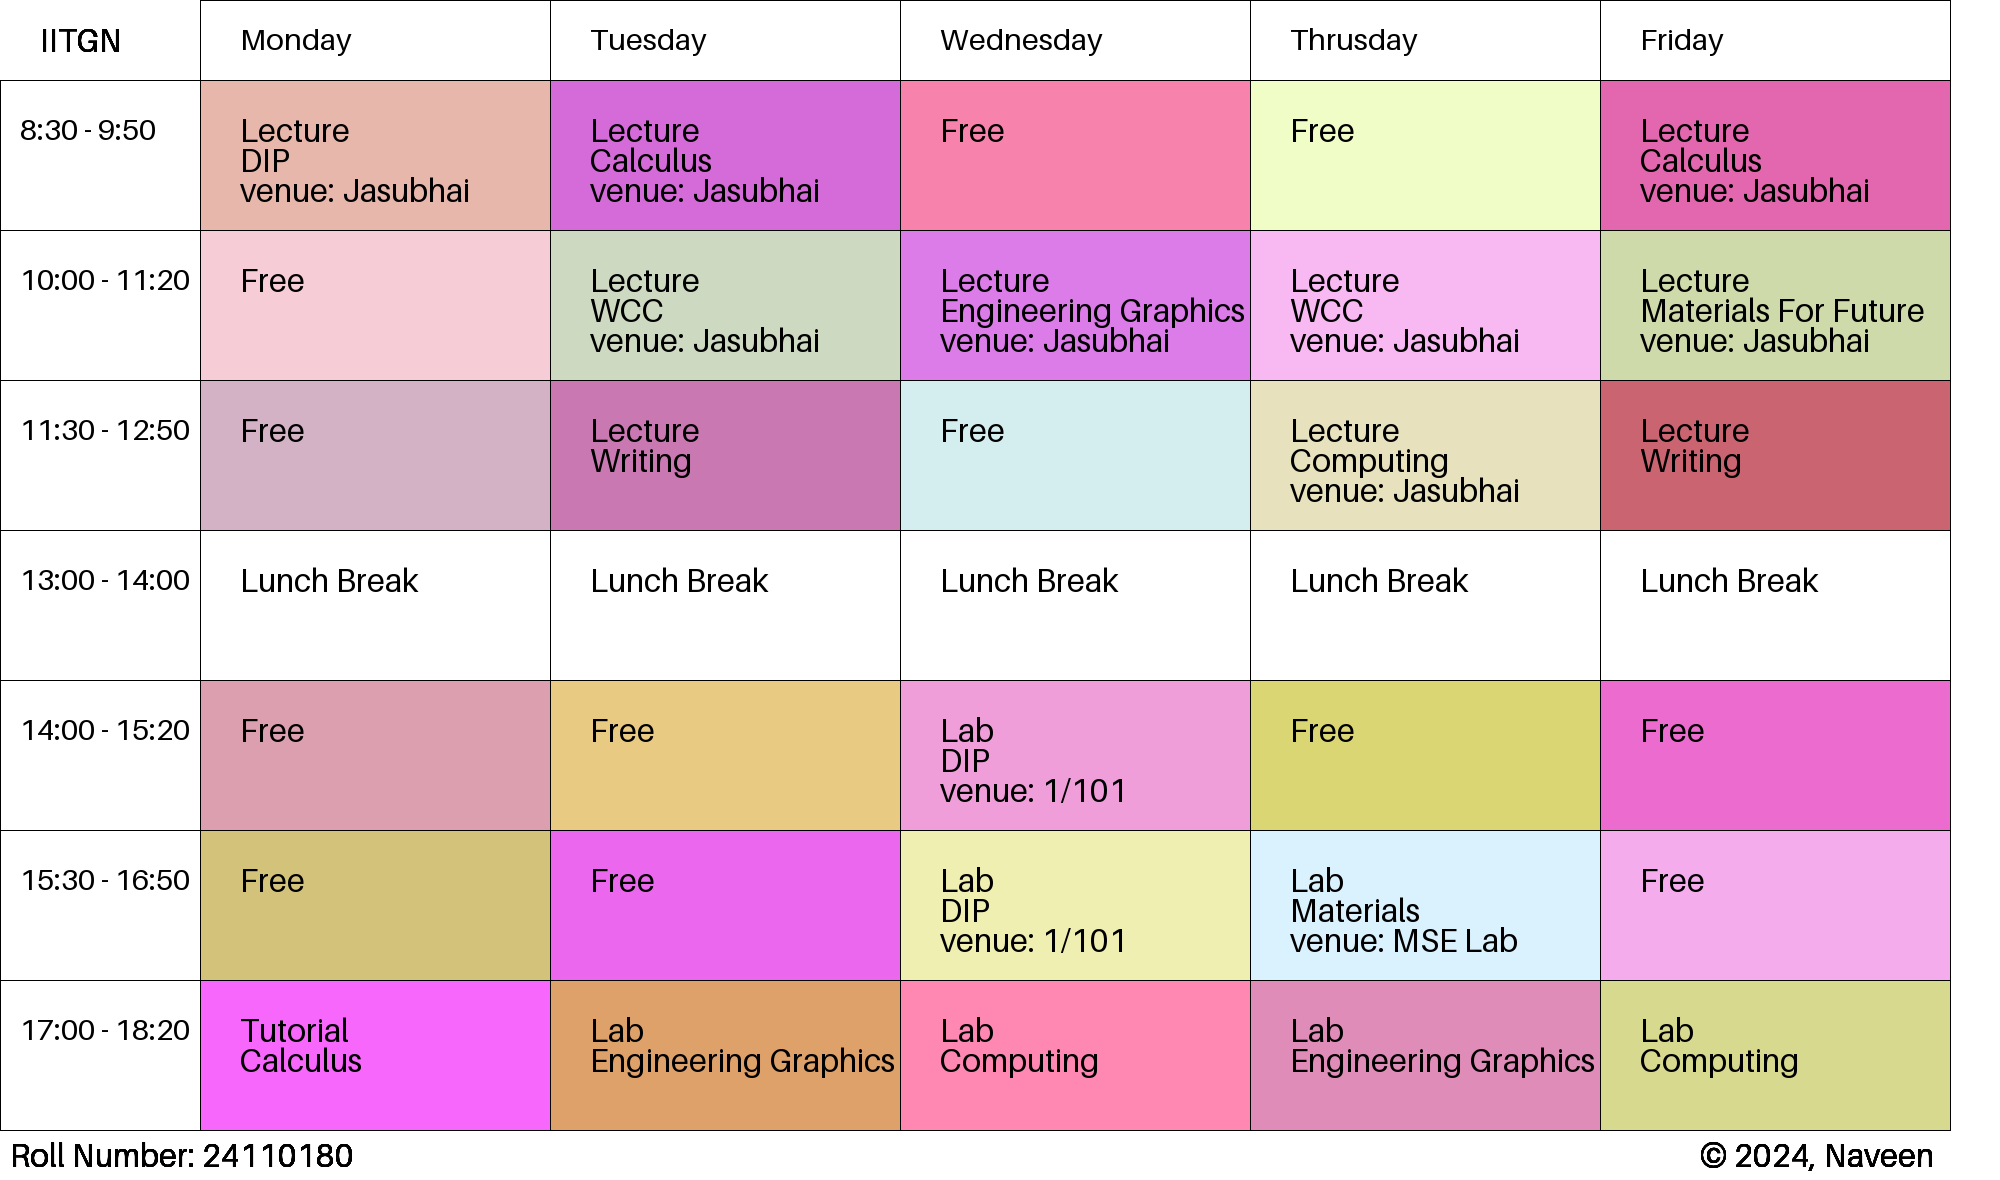 IITGN Monday Tuesday Wednesday Thrusday Friday
8:30 - 9:50
Lecture
DIP
venue: Jasubhai
Lecture
Calculus
venue: Jasubhai
Free
Free
Lecture
Calculus
venue: Jasubhai
10:00 - 11:20
Free
Lecture
WCC
venue: Jasubhai
Lecture
Engineering Graphics
venue: Jasubhai
Lecture
WCC
venue: Jasubhai
Lecture
Materials For Future
venue: Jasubhai
11:30 - 12:50
Free
Lecture
Writing
Free
Lecture
Computing
venue: Jasubhai
Lecture
Writing
13:00 - 14:00
Lunch Break
Lunch Break
Lunch Break
Lunch Break
Lunch Break
14:00 - 15:20
Free
Free
Lab
DIP
venue: 1/101
Free
Free
15:30 - 16:50
Free
Free
Lab
DIP
venue: 1/101
Lab
Materials
venue: MSE Lab
Free
17:00 - 18:20
Tutorial
Calculus
Lab
Engineering Graphics
Lab
Computing
Lab
Engineering Graphics
Lab
Computing
Roll Number: 24110180
© 2024, Naveen